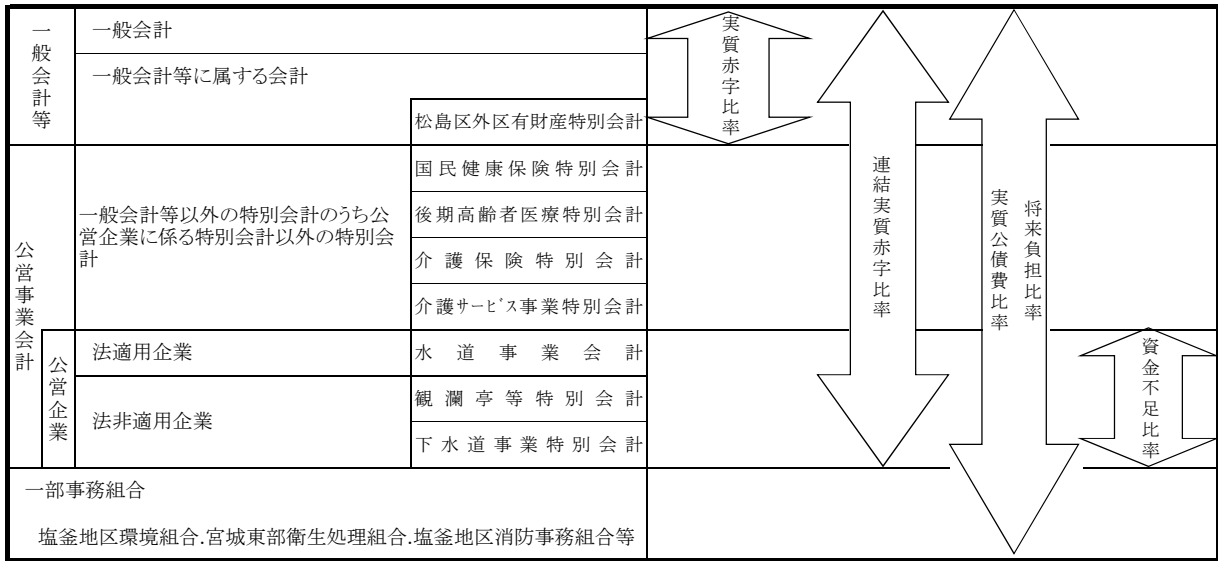 一般会計等
一般会計
一般会計等に属する会計
松島区外区有財産特別会計
公営事業会計
一般会計等以外の特別会計のうち公
営企業に係る特別会計以外の特別会
計
国民健康保険特別会計
後期高齢者医療特別会計
介護保険特別会計
介護ｻｰﾋﾞｽ事業特別会計
公営企業
法適用企業
水道事業会計
法非適用企業
観瀾亭等特別会計
下水道事業特別会計
一部事務組合
塩釜地区環境組合.宮城東部衛生処理組合.塩釜地区消防事務組合等
実質赤字比率
連結実質赤字比率
実質公債費比率
将来負担比率
資金不足比率